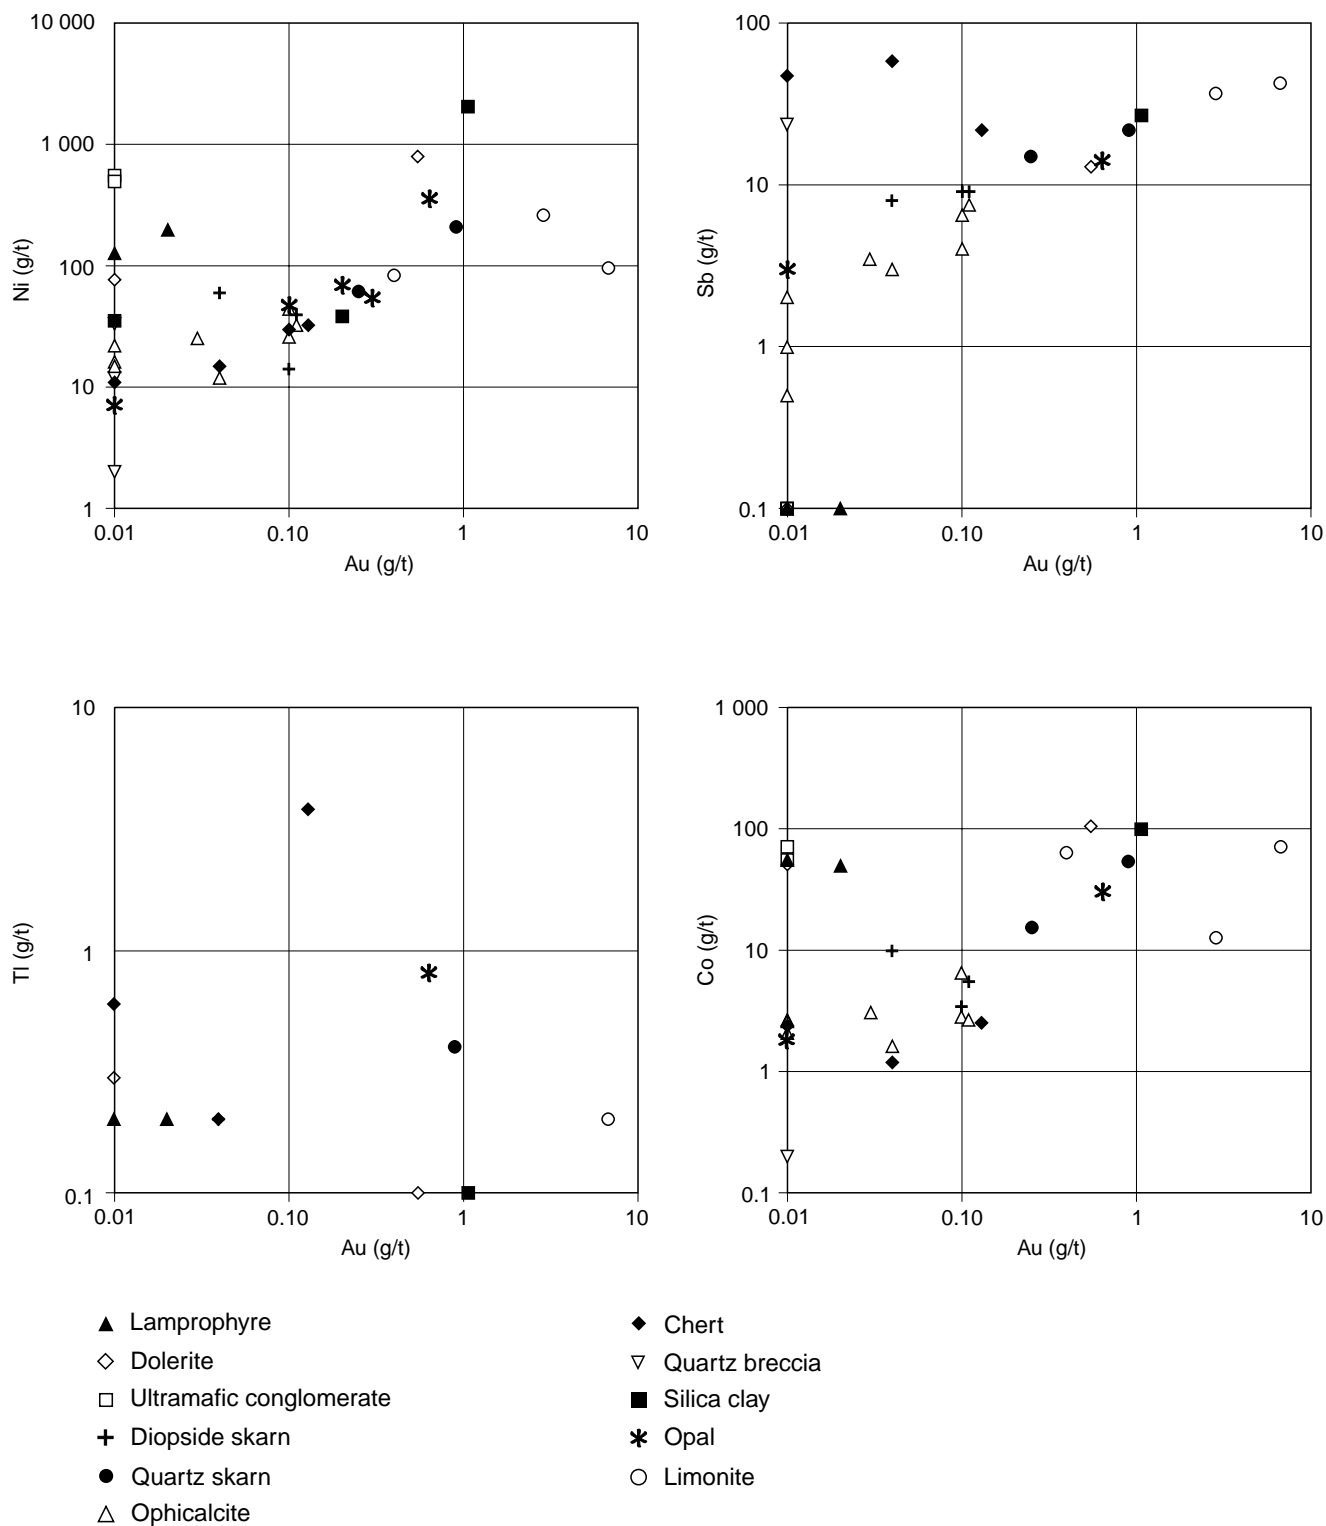 10 000
1 000
100
10
1
Ni (g/t)
0.01 0.10 1 10
Au (g/t)
100
10
1
0.1
Sb (g/t)
0.01 0.10 1 10
Au (g/t)
10
1
0.1
Tl (g/t)
0.01 0.10 1 10
Au (g/t)
1 000
100
10
1
0.1
Co (g/t)
0.01 0.10 1 10
Au (g/t)
Lamprophyre
Dolerite
Ultramafic conglomerate
Diopside skarn
Quartz skarn
Ophicalcite
Chert
Quartz breccia
Silica clay
Opal
Limonite